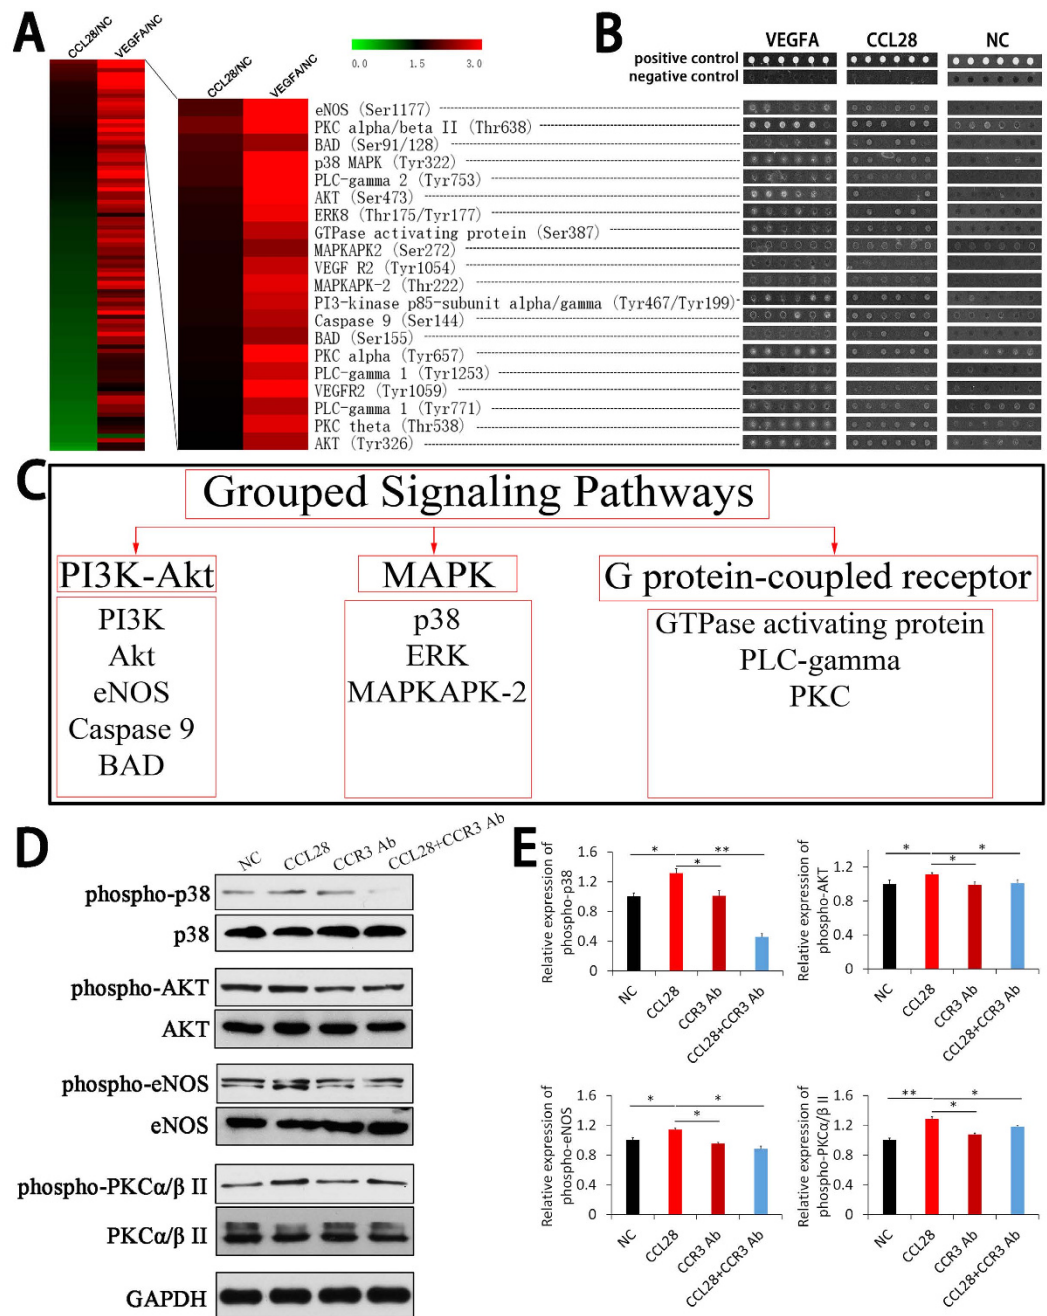 A
CCL28/NC
VEGFA/NC
CCL28/NC
VEGFA/NC
0.0 1.5 3.0
eNOS (Ser1177)
PKC alpha/beta II (Thr638)
BAD (Ser91/128)
p38 MAPK (Tyr322)
PLC-gamma 2 (Tyr753)
AKT (Ser473)
ERK8 (Thr175/Tyr177)
GTPase activating protein (Ser387)
MAPKAPK2 (Ser272)
VEGF R2 (Tyr1054)
MAPKAPK-2 (Thr222)
PI3-kinase p85-subunit alpha/gamma (Tyr467/Tyr199)
Caspase 9 (Ser144)
BAD (Ser155)
PKC alpha (Tyr657)
PLC-gamma 1 (Tyr1253)
VEGFR2 (Tyr1059)
PLC-gamma 1 (Tyr771)
PKC theta (Thr538)
AKT (Tyr326)
B
VEGFA CCL28 NC
positive control
negative control
C
Grouped Signaling Pathways
PI3K-Akt
PI3K
Akt
eNOS
Caspase 9
BAD
MAPK
p38
ERK
MAPKAPK-2
G protein-coupled receptor
GTPase activating protein
PLC-gamma
PKC
D
NC
CCL28
CCR3 Ab
CCL28+CCR3 Ab
phospho-p38
p38
phospho-AKT
AKT
phospho-eNOS
eNOS
phospho-PKCα/β II
PKCα/β II
GAPDH
E
Relative expression of
phospho-p38
1.6
1.2
0.8
0.4
0
* **
*
NC
CCL28
CCR3 Ab
CCL28+CCR3 Ab
Relative expression of
phospho-AKT
1.6
1.2
0.8
0.4
0
* *
*
NC
CCL28
CCR3 Ab
CCL28+CCR3 Ab
Relative expression of
phospho-eNOS
1.6
1.2
0.8
0.4
0
* *
*
NC
CCL28
CCR3 Ab
CCL28+CCR3 Ab
Relative expression of
phospho-PKCα/β II
1.6
1.2
0.8
0.4
0
** *
*
NC
CCL28
CCR3 Ab
CCL28+CCR3 Ab